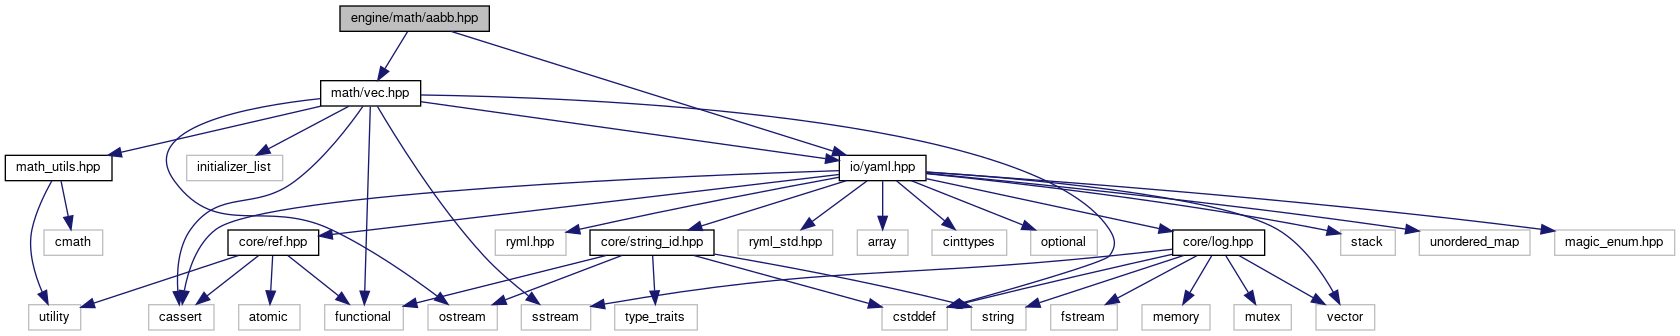 engine/math/aabb.hpp
math/vec.hpp
math_utils.hpp
initializer_list
io/yaml.hpp
cmath
core/ref.hpp
ryml.hpp
core/string_id.hpp
ryml_std.hpp
array
cinttypes
optional
core/log.hpp
stack
unordered_map
magic_enum.hpp
utility
cassert
atomic
functional
ostream
sstream
type_traits
cstddef
string
fstream
memory
mutex
vector